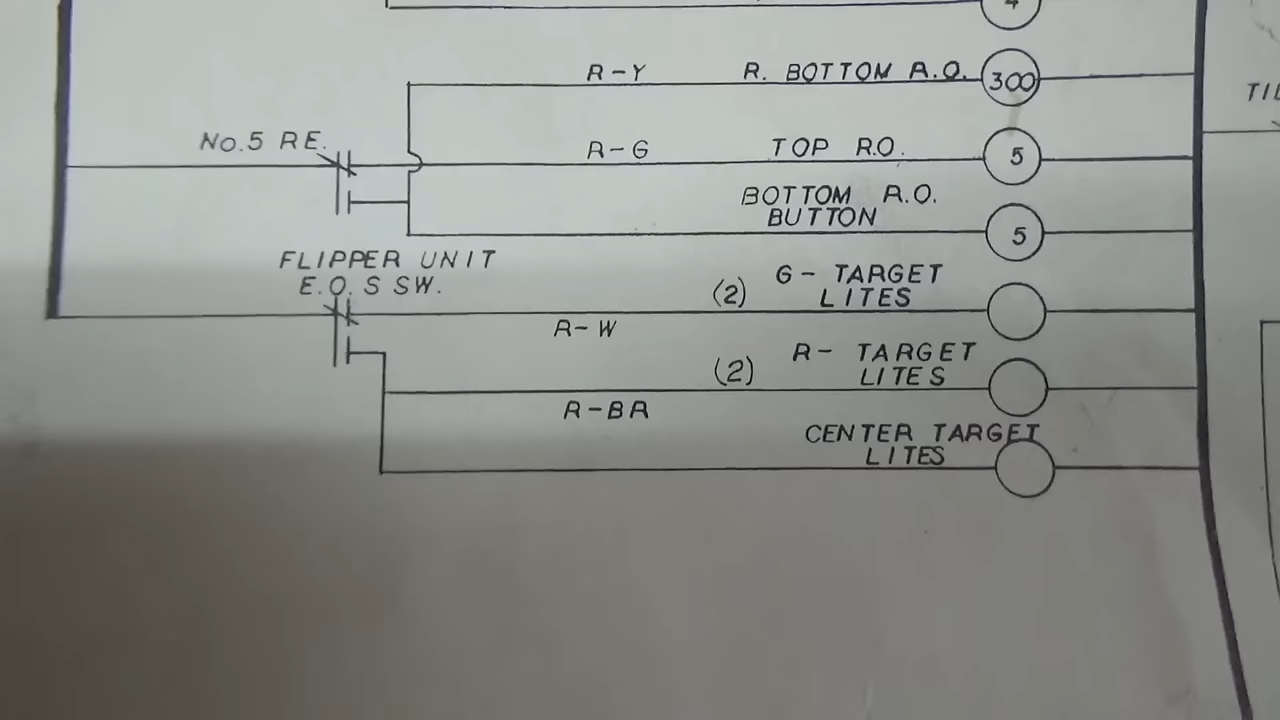 4
R-Y R. BOTTOM R.O. 300
No.5 RE.
R-G TOP R.O. 5
BOTTOM R.O.
BUTTON
5
FLIPPER UNIT
E.O.S SW.
(2) G- TARGET
LITES
R-W
(2) R- TARGET
LITES
R-BR
CENTER TARGET
LITES